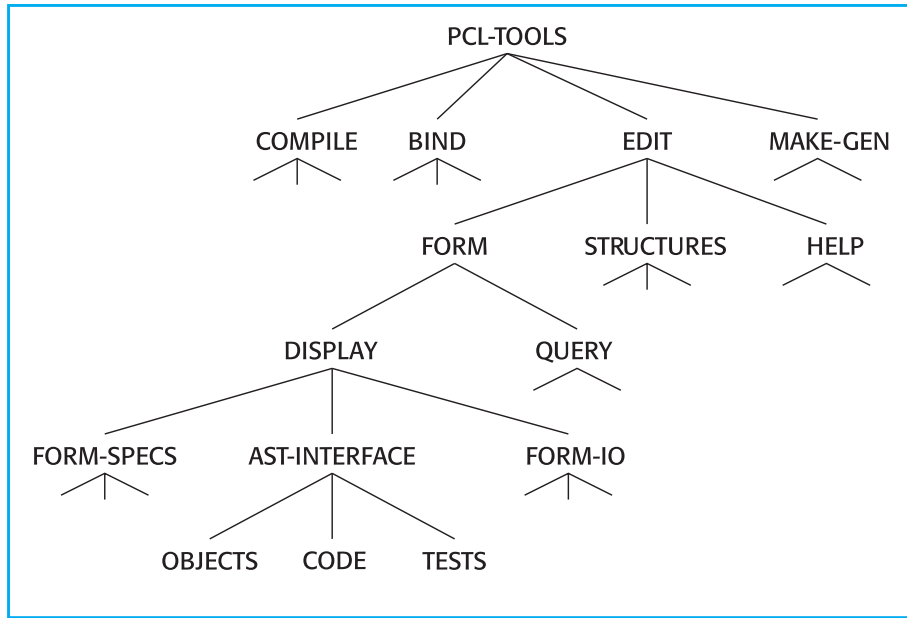 PCL-TOOLS
COMPILE BIND EDIT MAKE-GEN
FORM STRUCTURES HELP
DISPLAY QUERY
FORM-SPECS AST-INTERFACE FORM-IO
OBJECTS CODE TESTS